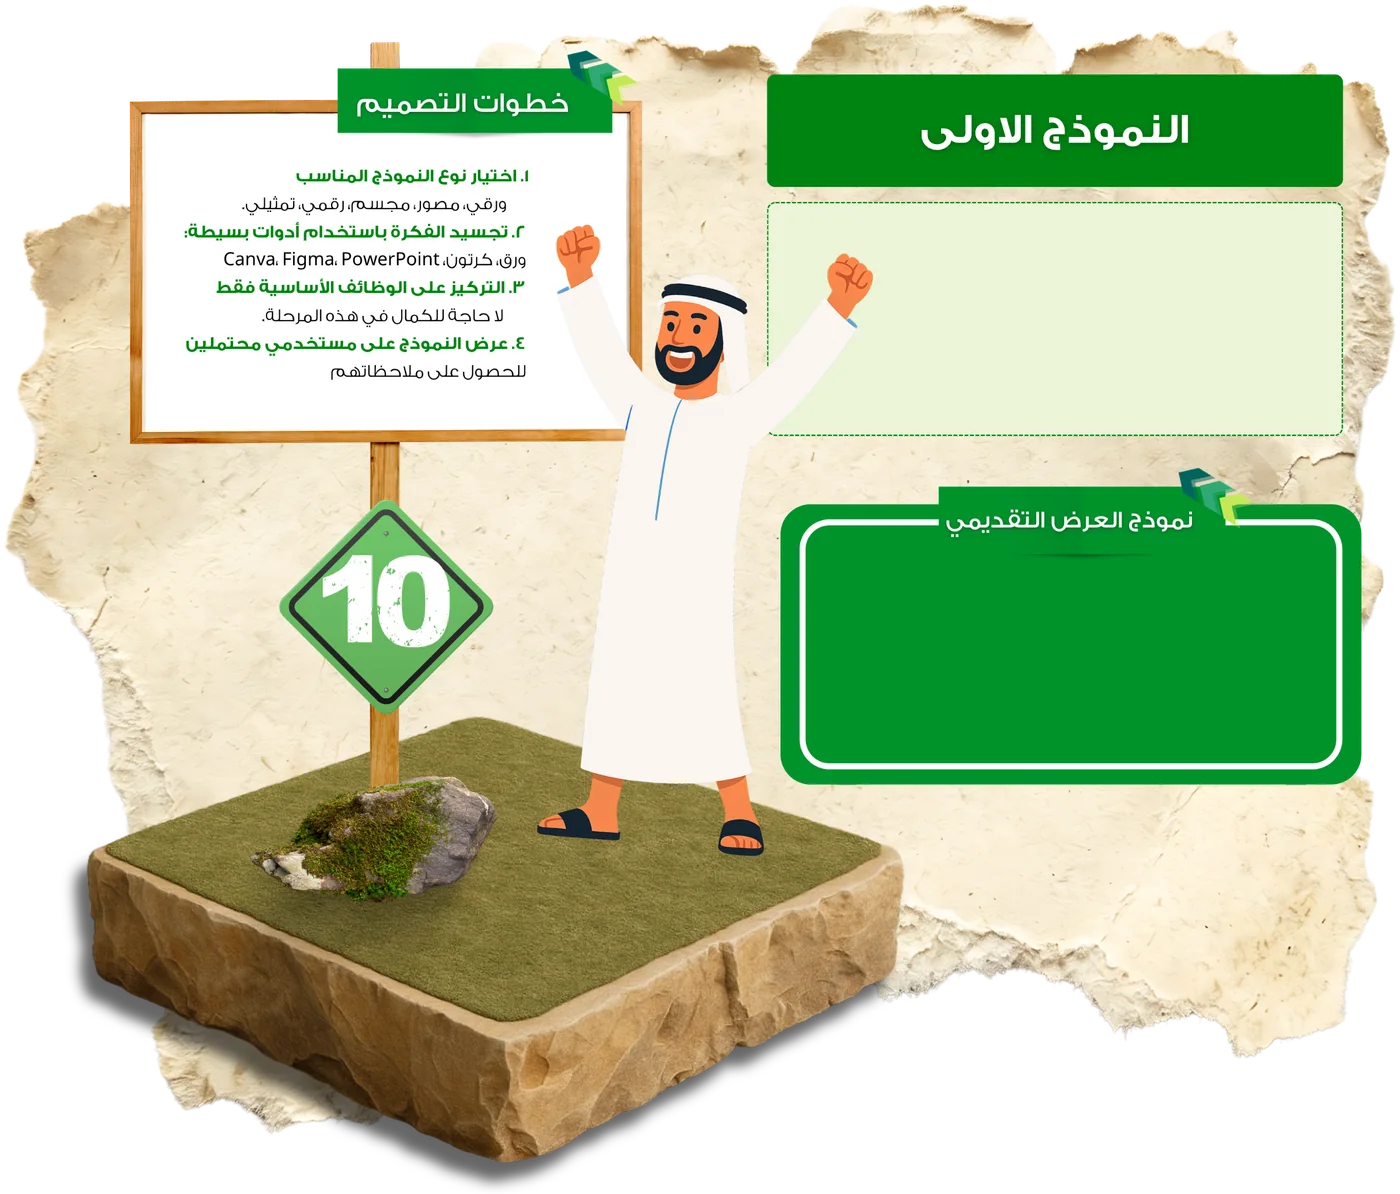 النموذج الاولى
خطوات التصميم
١. اختيار نوع النموذج المناسب
ورقي، مصور، مجسم، رقمي، تمثيلي.
٢. تجسيد الفكرة باستخدام أدوات بسيطة:
ورق، كرتون، Canva، Figma، PowerPoint
٣. التركيز على الوظائف الأساسية فقط
لا حاجة للكمال في هذه المرحلة.
٤. عرض النموذج على مستخدمي محتملين
للحصول على ملاحظاتهم
نموذج العرض التقديمي
10